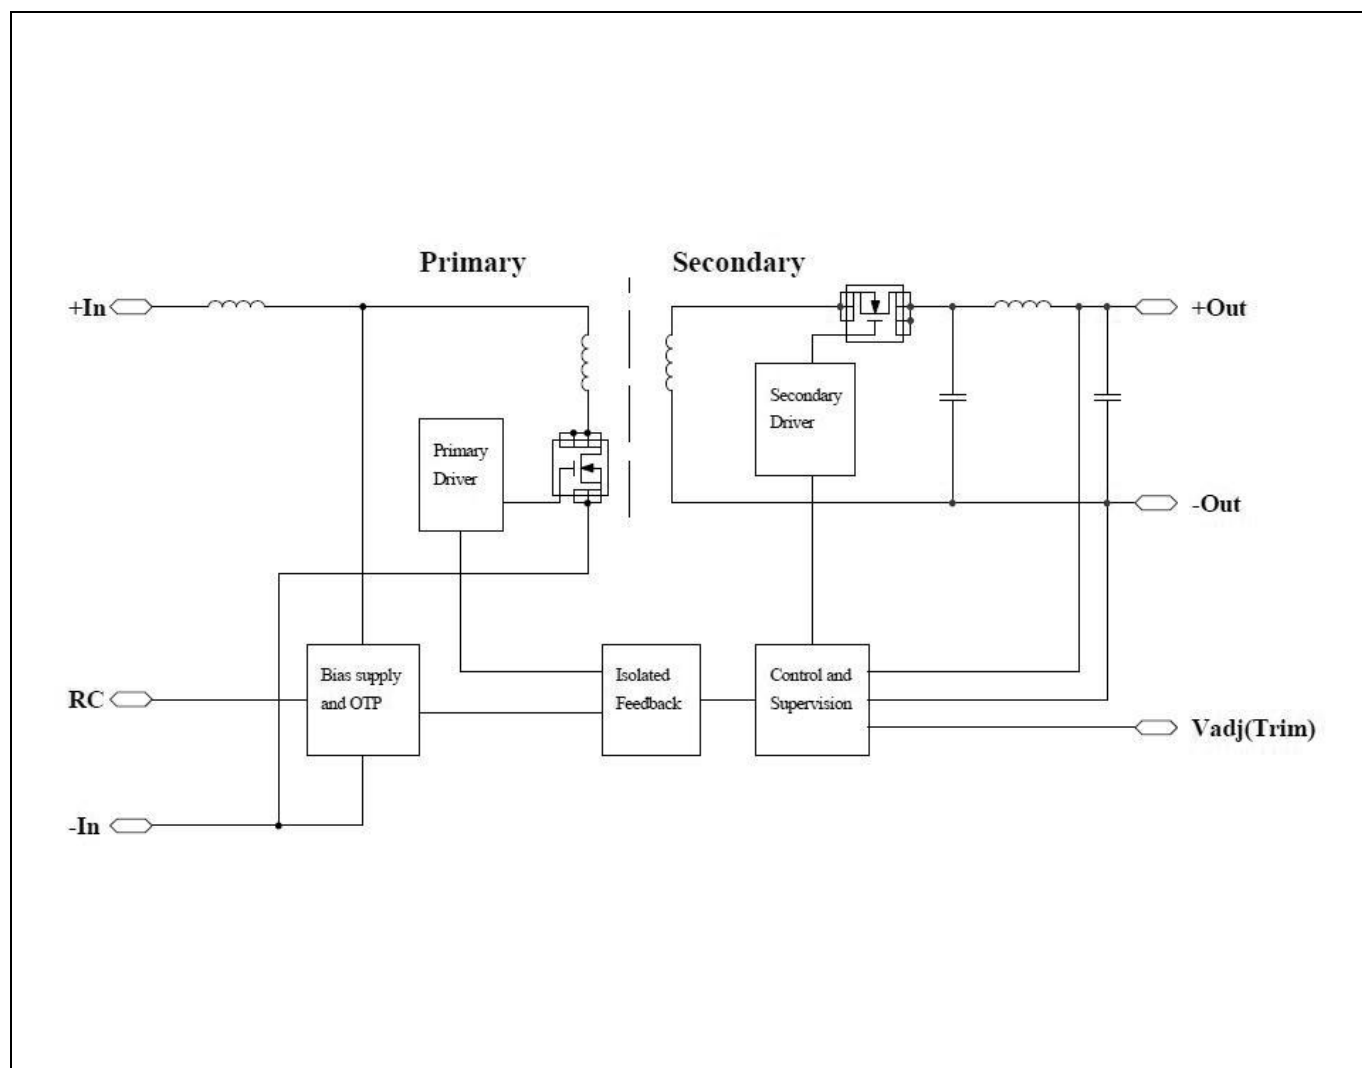 Primary
Secondary
+In
+Out
Secondary
Driver
Primary
Driver
-Out
Bias supply
and OTP
Isolated
Feedback
Control and
Supervision
RC
Vadj(Trim)
-In